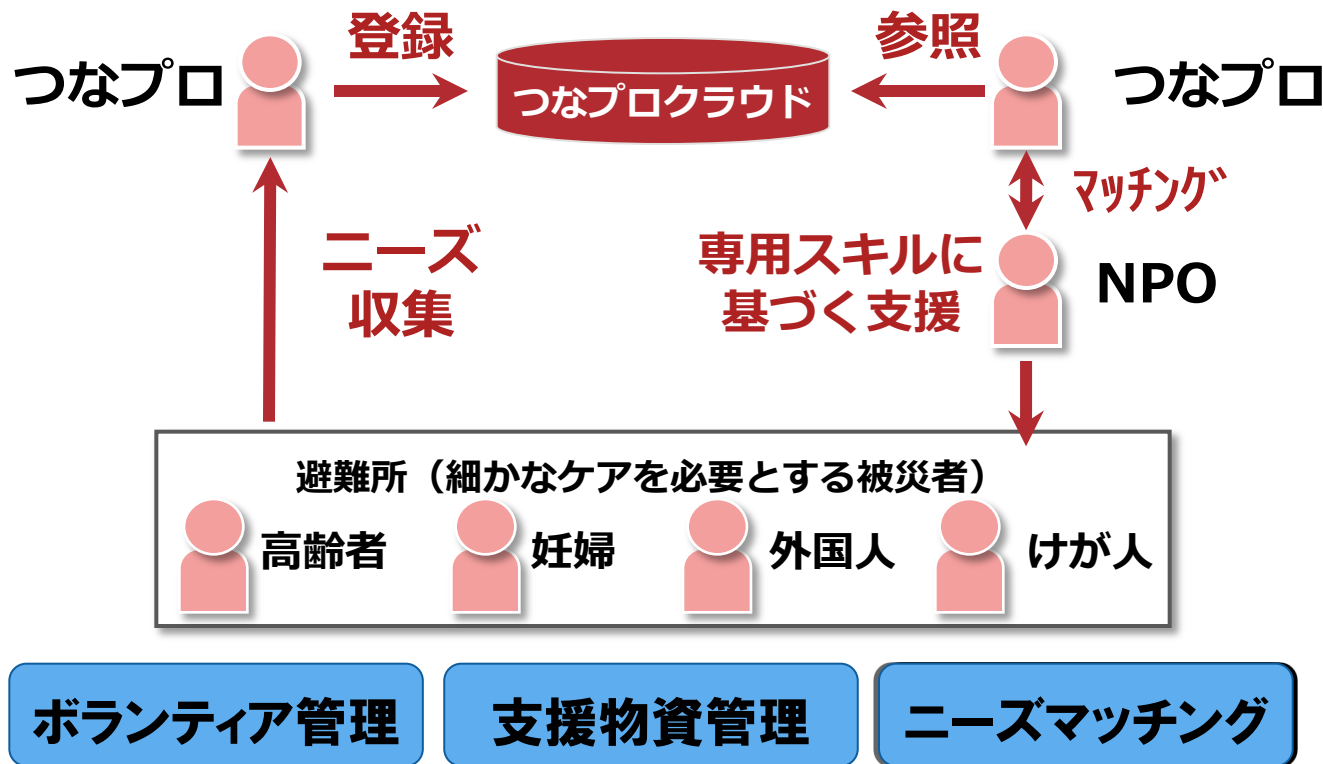 登録
参照
つなプロ
つなプロクラウド
つなプロ
ﾏｯﾁﾝｸﾞ
ニーズ
収集
専用スキルに
基づく支援
NPO
避難所（細かなケアを必要とする被災者）
高齢者
妊婦
外国人
けが人
ボランティア管理
支援物資管理
ニーズマッチング